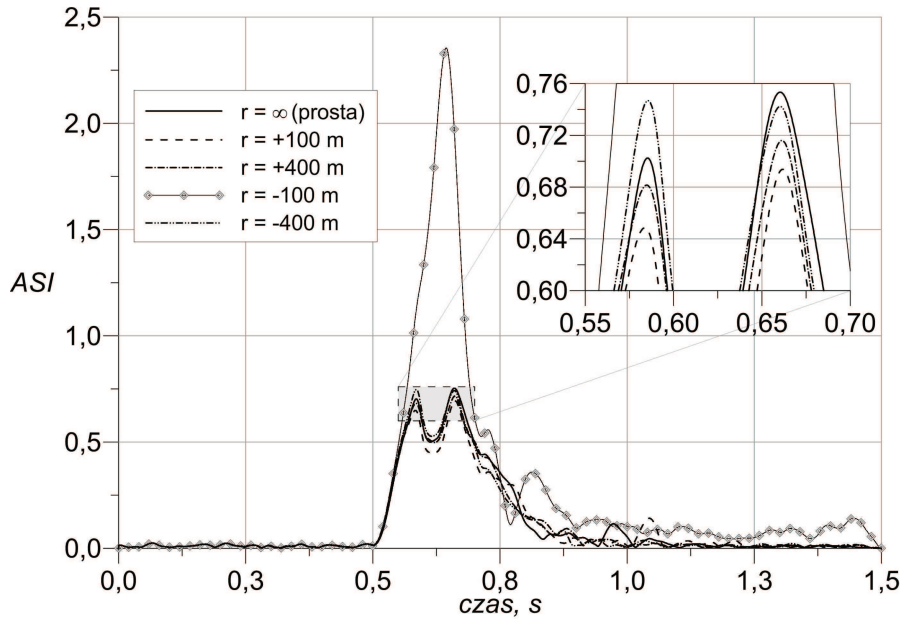 2,5
2,0
1,5
1,0
0,5
0,0
ASI
r = ∞ (prosta)
r = +100 m
r = +400 m
r = -100 m
r = -400 m
0,76
0,72
0,68
0,64
0,60
0,55 0,60 0,65 0,70
0,0 0,3 0,5 0,8 1,0 1,3 1,5
czas, s